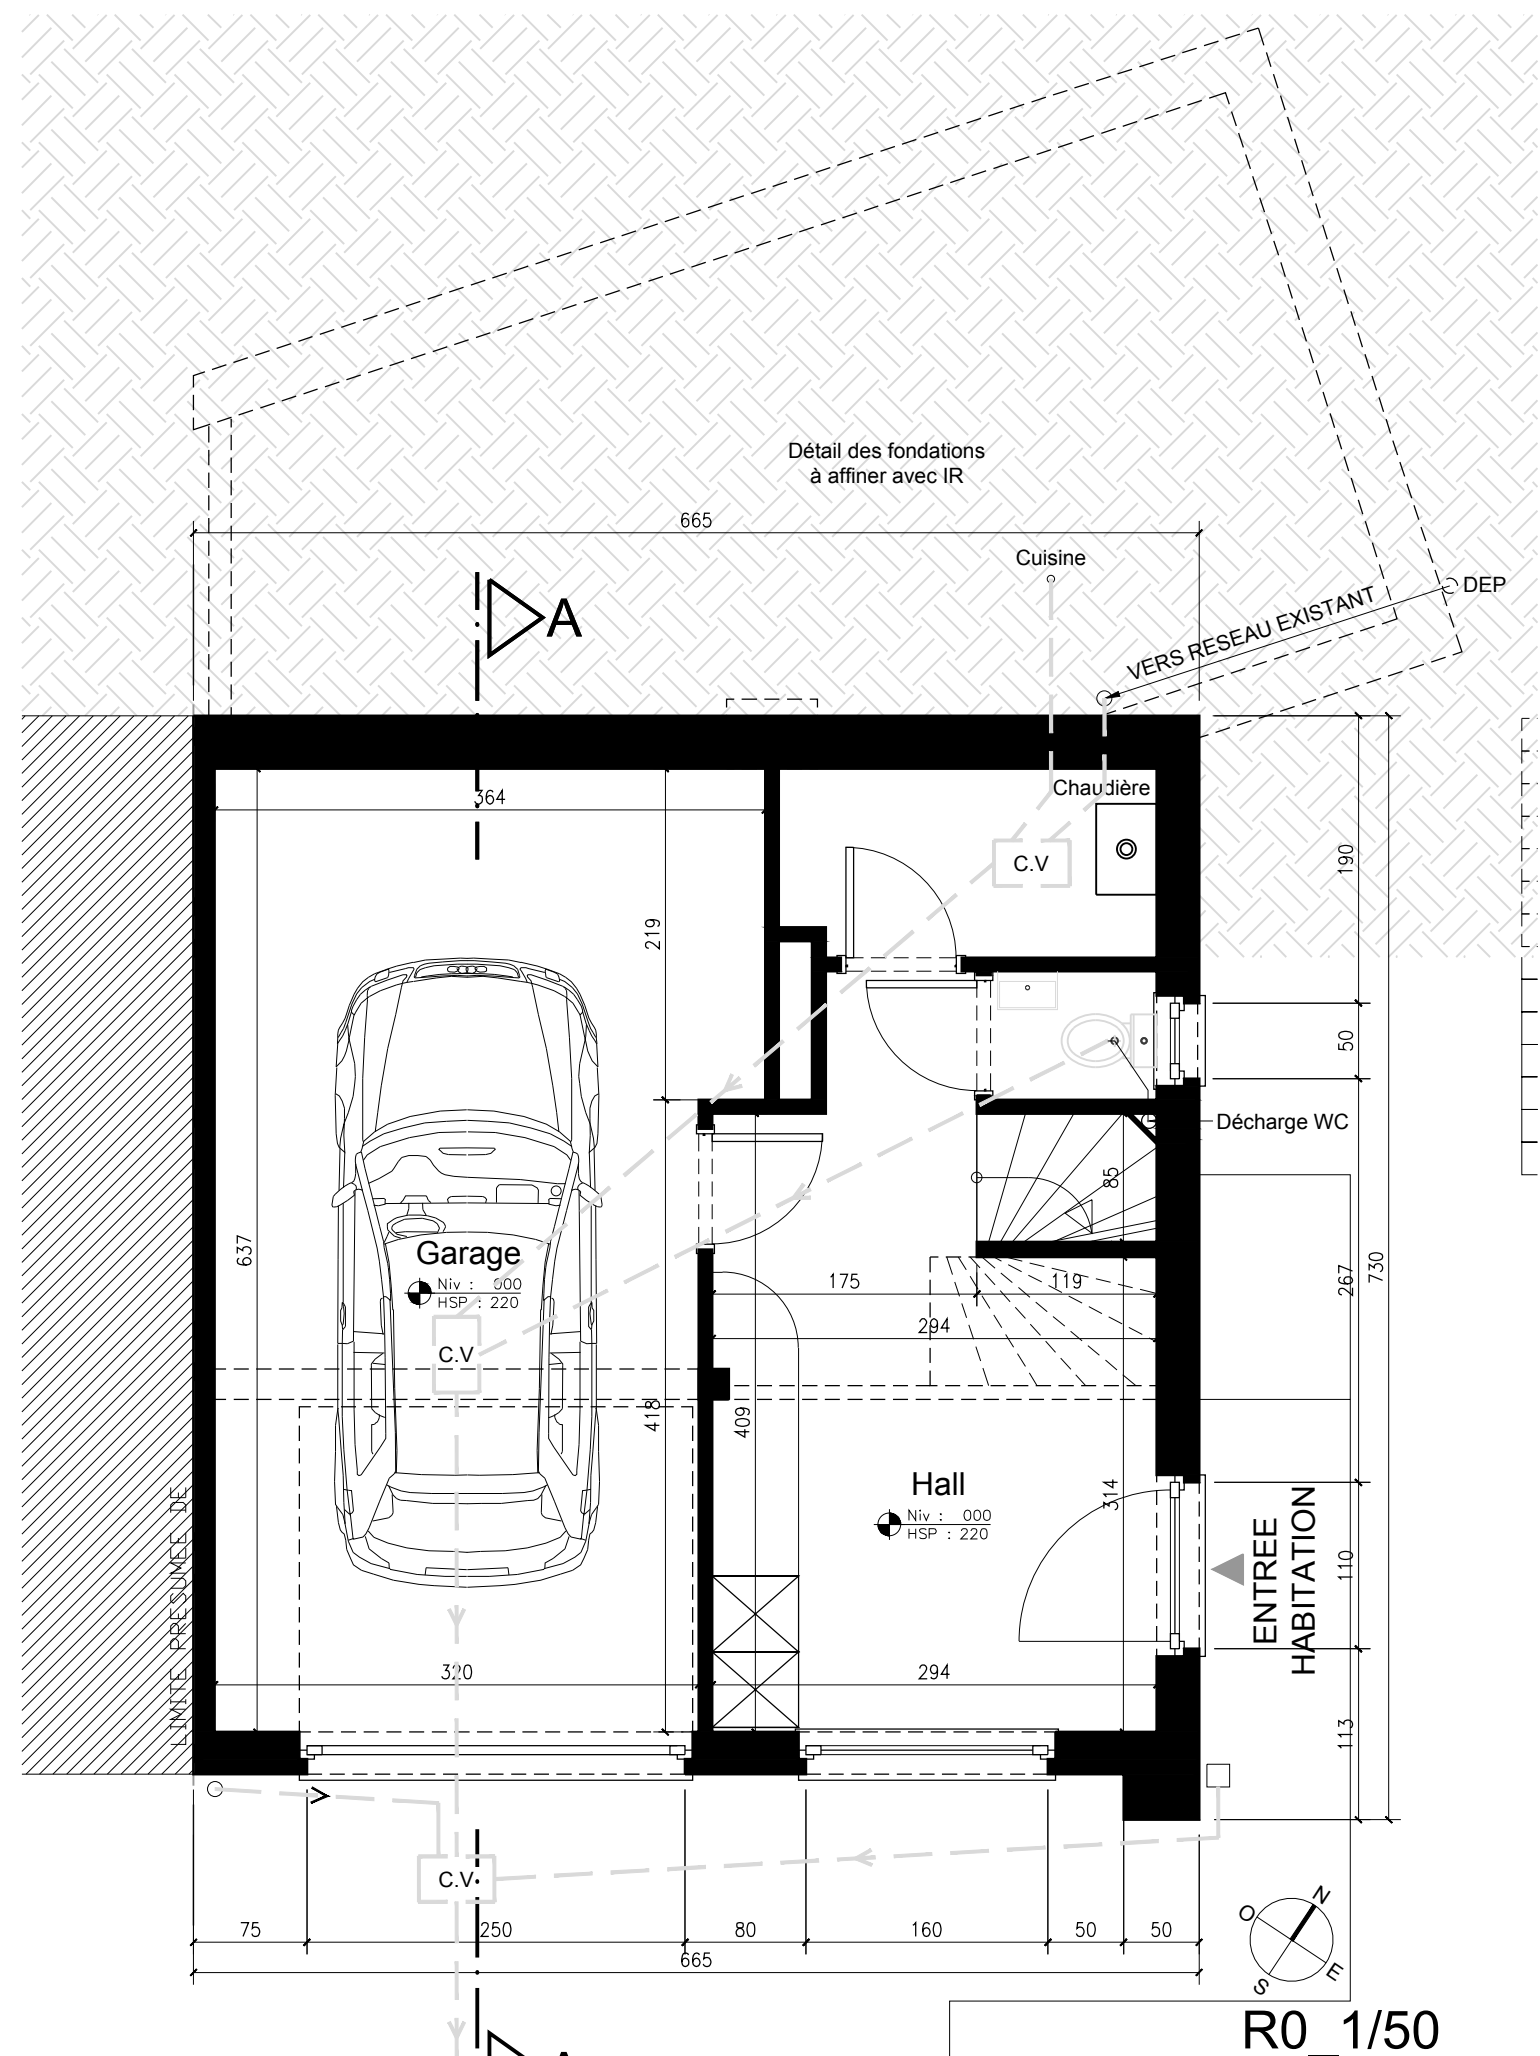 Détail des fondations
à affiner avec IR
665
Cuisine
DEP
VERS RESEAU EXISTANT
A
364
Chaudière
C.V
190
219
50
Décharge WC
85
637
Garage
Niv : 000
HSP : 220
175
119
267
730
294
C.V
418
409
Hall
Niv : 000
HSP : 220
314
LIMITE PRESUMEE DE
ENTREE
HABITATION
110
320
294
113
C.V.
75
250
80
160
50
50
665
N
O
E
S
R0_1/50